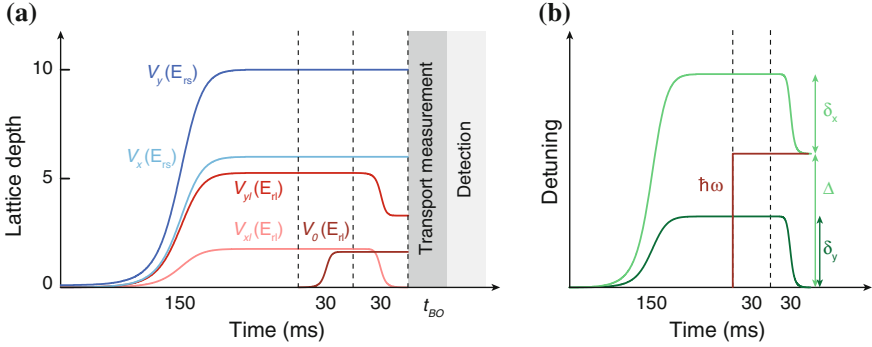 (a)
Lattice depth
10
5
0
V_y(E_rs)
V_x(E_rs)
V_yl(E_rl)
V_xl(E_rl)
V_0(E_rl)
Transport measurement
Detection
150
30
30
t_BO
Time (ms)
(b)
Detuning
ħω
δ_x
Δ
δ_y
150
30
30
Time (ms)